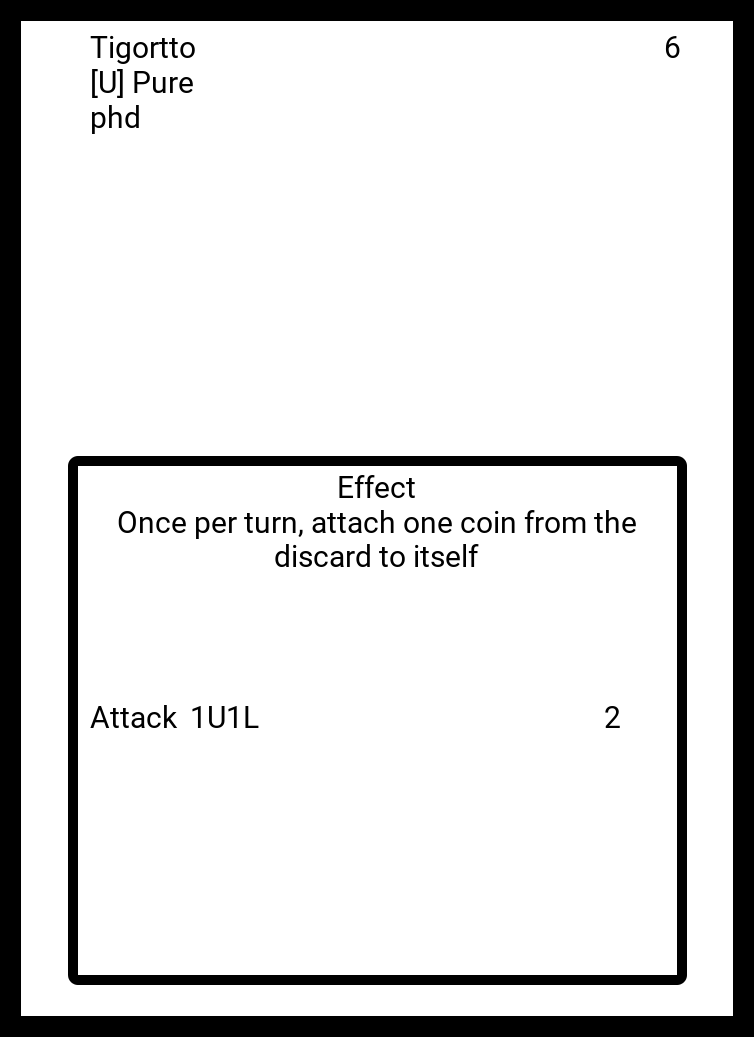 Tigortto 6
[U] Pure
phd
Effect
Once per turn, attach one coin from the
discard to itself
Attack 1U1L 2